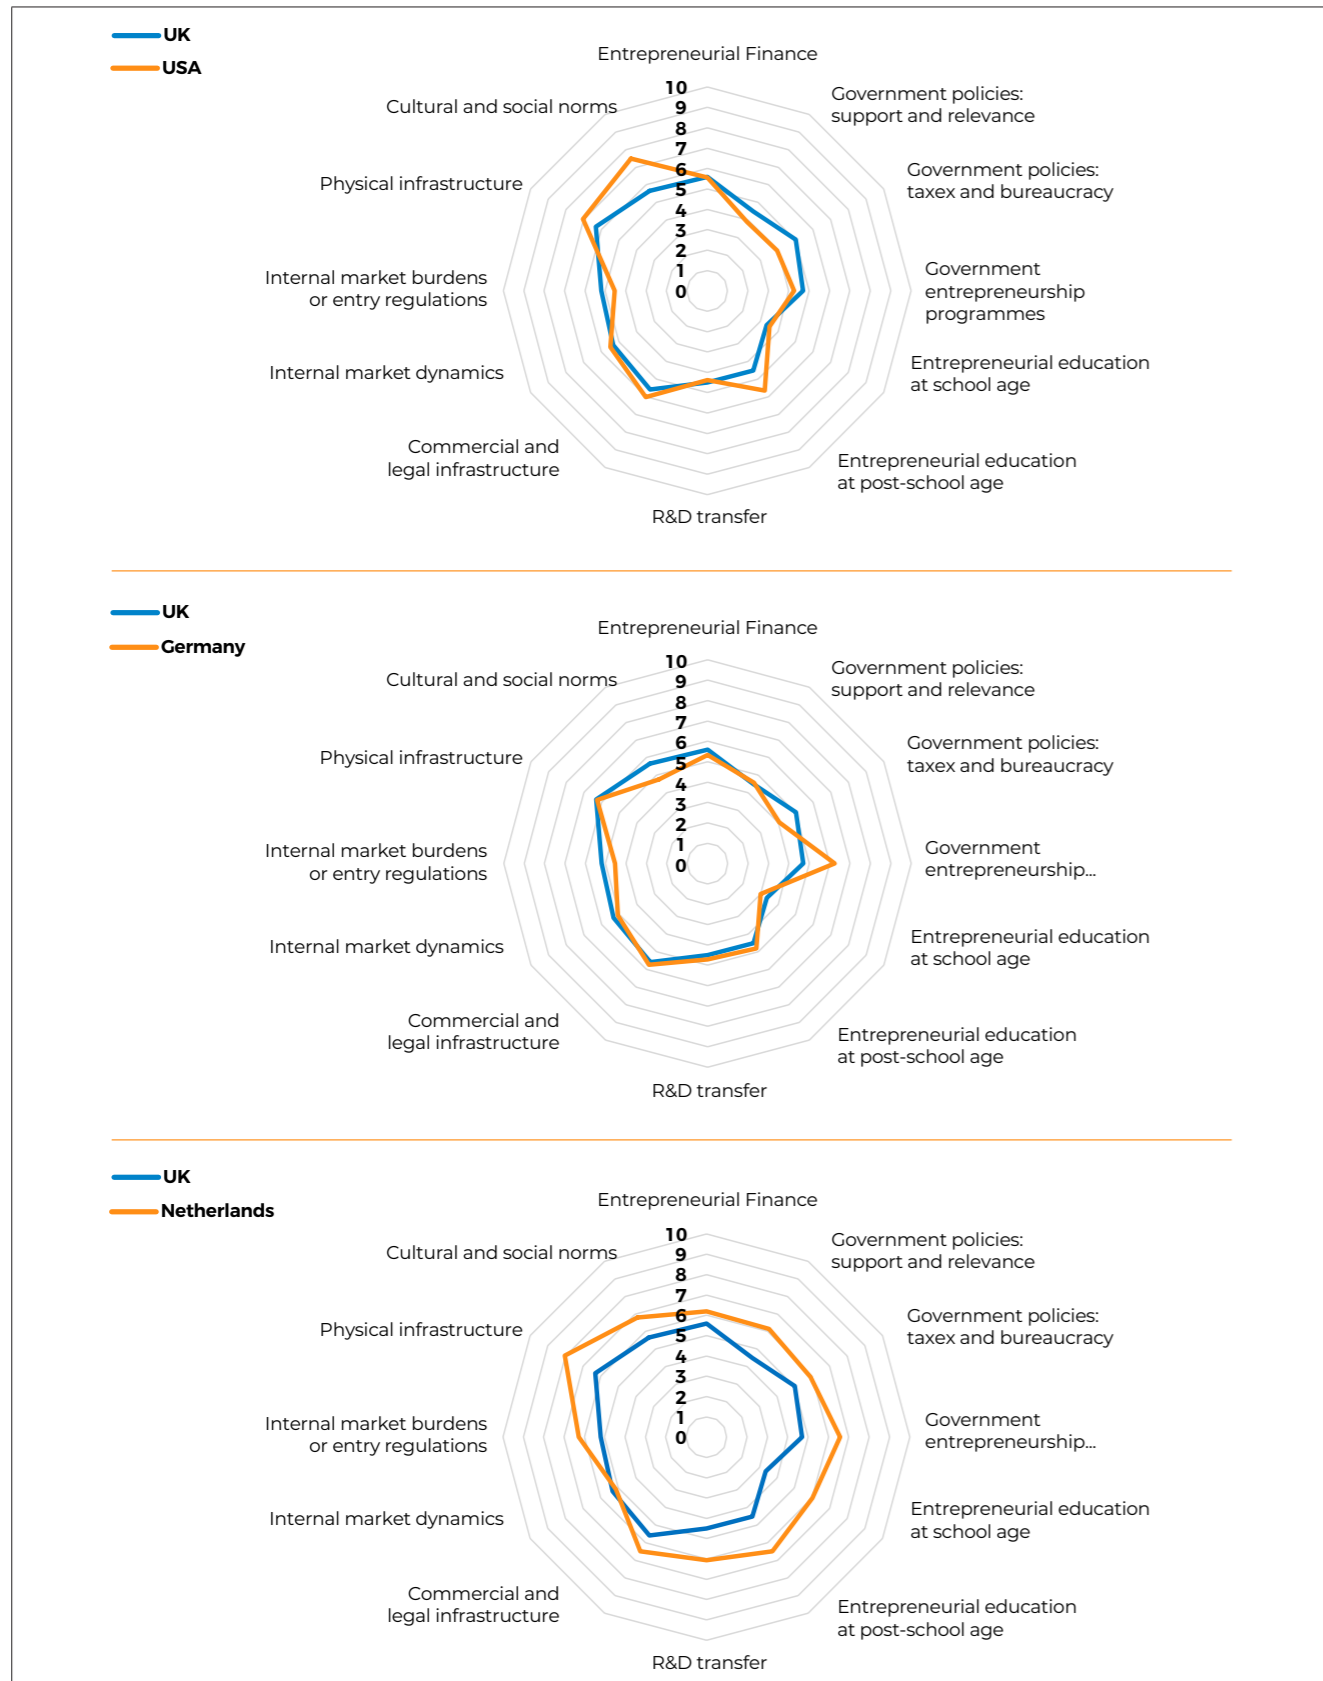 UK
USA
Entrepreneurial Finance
Government policies:
support and relevance
Government policies:
taxex and bureaucracy
Government
entrepreneurship
programmes
Entrepreneurial education
at school age
Entrepreneurial education
at post-school age
R&D transfer
Commercial and
legal infrastructure
Internal market dynamics
Internal market burdens
or entry regulations
Physical infrastructure
Cultural and social norms
10
9
8
7
6
5
4
3
2
1
0
UK
Germany
Entrepreneurial Finance
Government policies:
support and relevance
Government policies:
taxex and bureaucracy
Government
entrepreneurship...
Entrepreneurial education
at school age
Entrepreneurial education
at post-school age
R&D transfer
Commercial and
legal infrastructure
Internal market dynamics
Internal market burdens
or entry regulations
Physical infrastructure
Cultural and social norms
10
9
8
7
6
5
4
3
2
1
0
UK
Netherlands
Entrepreneurial Finance
Government policies:
support and relevance
Government policies:
taxex and bureaucracy
Government
entrepreneurship...
Entrepreneurial education
at school age
Entrepreneurial education
at post-school age
R&D transfer
Commercial and
legal infrastructure
Internal market dynamics
Internal market burdens
or entry regulations
Physical infrastructure
Cultural and social norms
10
9
8
7
6
5
4
3
2
1
0